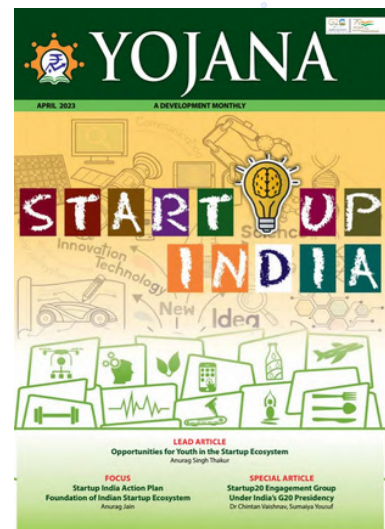 YOJANA
APRIL 2023
A DEVELOPMENT MONTHLY
STARTUP
INDIA
Innovation
Technology
Science
New Idea
LEAD ARTICLE
Opportunities for Youth in the Startup Ecosystem
Anurag Singh Thakur
FOCUS
Startup India Action Plan
Foundation of Indian Startup Ecosystem
Anurag Jain
SPECIAL ARTICLE
Startup20 Engagement Group
Under India's G20 Presidency
Dr Chintan Vaishnav, Sumaiya Yousuf